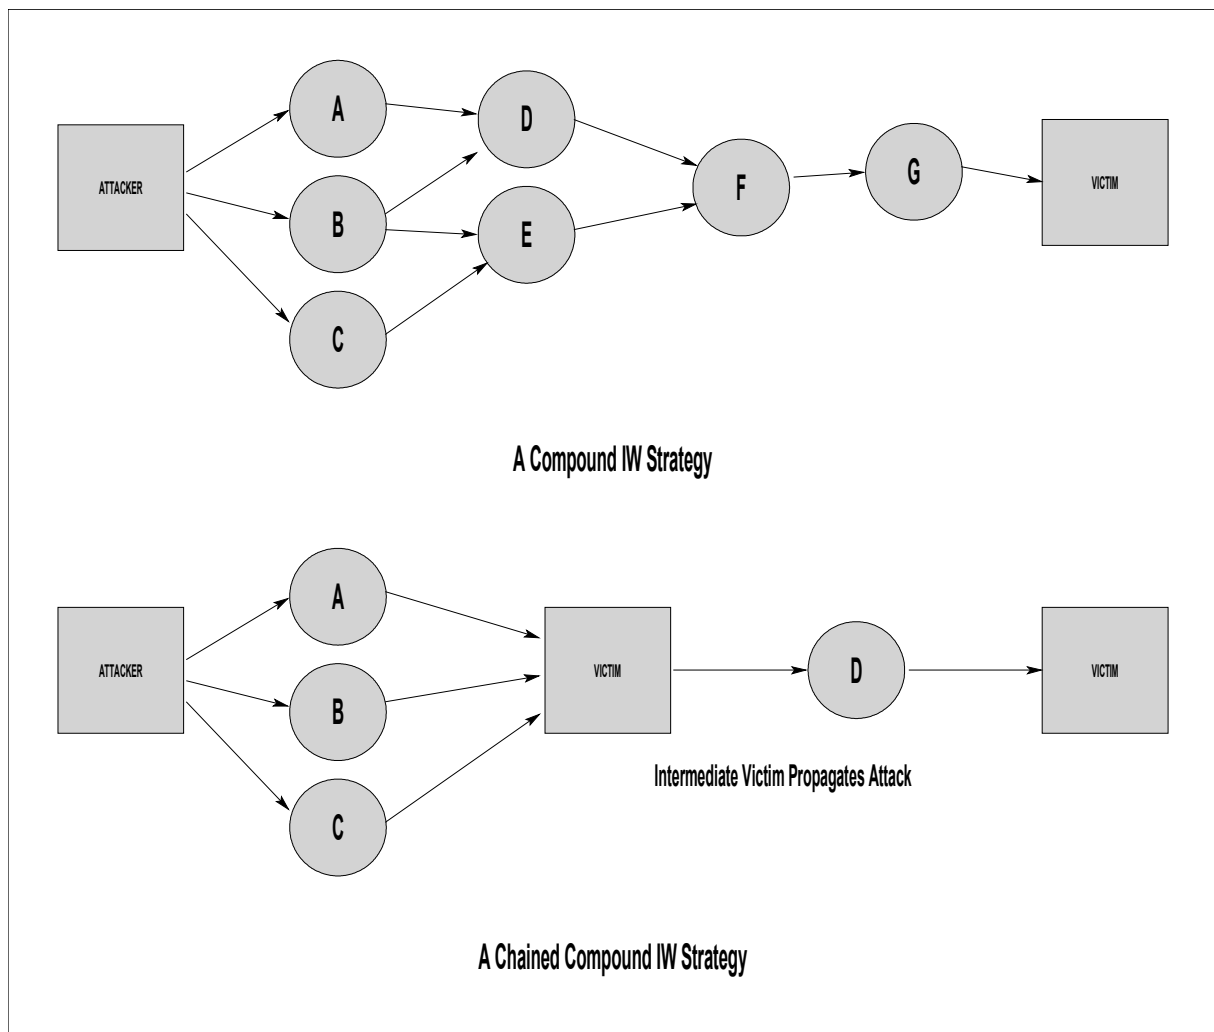 A
D
ATTACKER
B
E
C
F
G
VICTIM
A Compound IW Strategy
A
ATTACKER
B
C
VICTIM
D
VICTIM
Intermediate Victim Propagates Attack
A Chained Compound IW Strategy